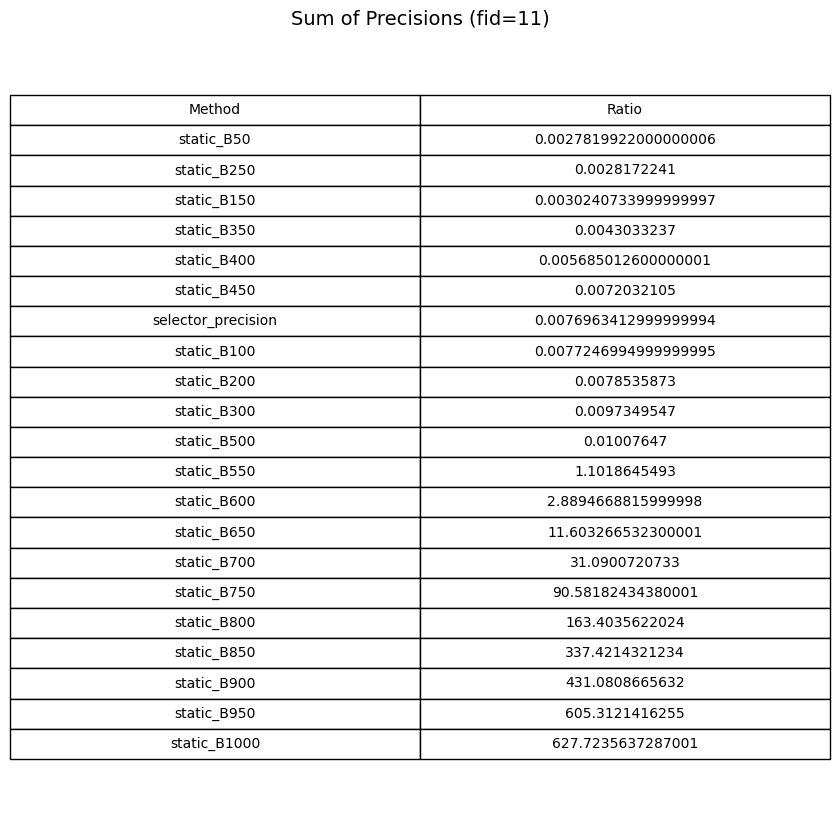 Sum of Precisions (fid=11)
Method Ratio
static_B50 0.0027819922000000006
static_B250 0.0028172241
static_B150 0.0030240733999999997
static_B350 0.0043033237
static_B400 0.005685012600000001
static_B450 0.0072032105
selector_precision 0.0076963412999999994
static_B100 0.0077246994999999995
static_B200 0.0078535873
static_B300 0.0097349547
static_B500 0.01007647
static_B550 1.1018645493
static_B600 2.8894668815999998
static_B650 11.603266532300001
static_B700 31.0900720733
static_B750 90.58182434380001
static_B800 163.4035622024
static_B850 337.4214321234
static_B900 431.0808665632
static_B950 605.3121416255
static_B1000 627.7235637287001